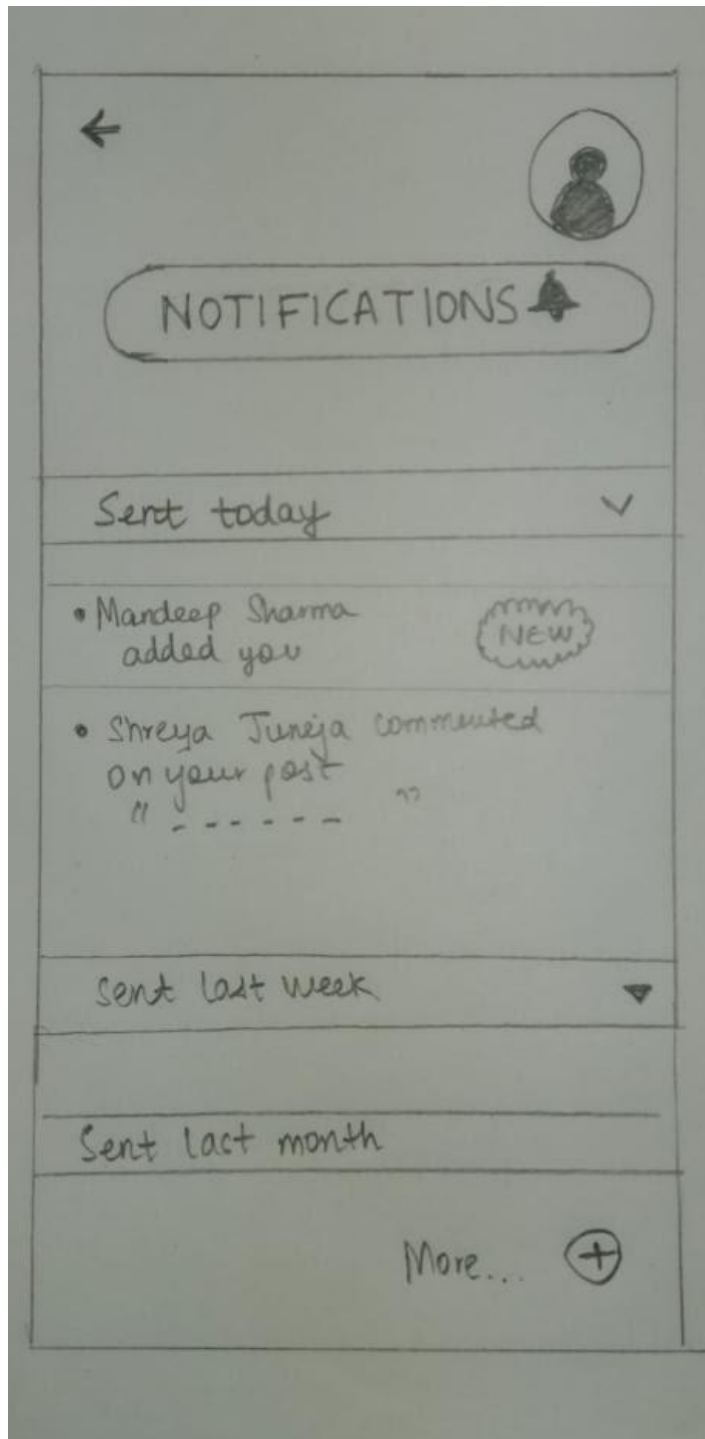 NOTIFICATIONS
Sent today
• Mandeep Sharma
added you
NEW
• Shreya Juneja commented
on your post
" - - - - - - "
Sent last week
Sent last month
More...